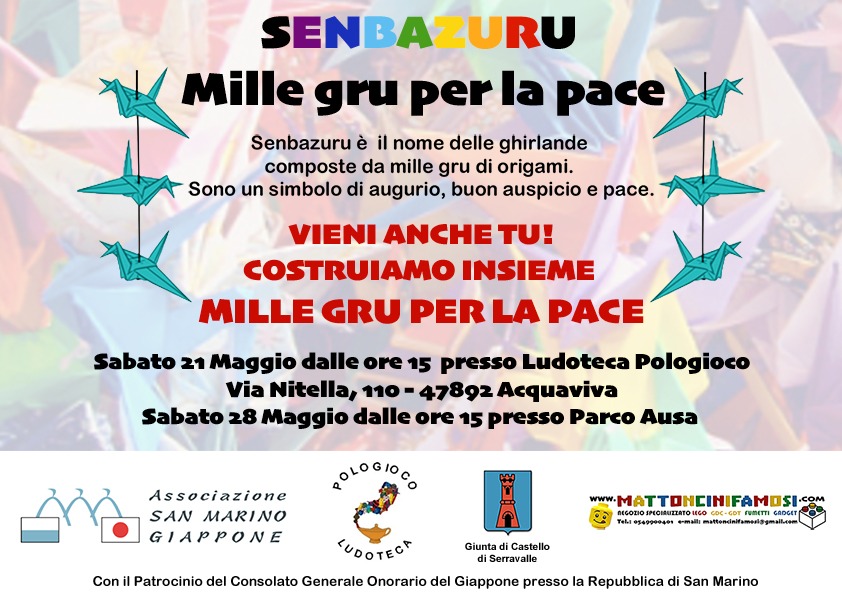 SENBAZURU
Mille gru per la pace
Senbazuru è il nome delle ghirlande
composte da mille gru di origami.
Sono un simbolo di augurio, buon auspicio e pace.
VIENI ANCHE TU!
COSTRUIAMO INSIEME
MILLE GRU PER LA PACE
Sabato 21 Maggio dalle ore 15 presso Ludoteca Pologioco
Via Nitella, 110 - 47892 Acquaviva
Sabato 28 Maggio dalle ore 15 presso Parco Ausa
Associazione
SAN MARINO
GIAPPONE
POLOGIOCO
LUDOTECA
Giunta di Castello
di Serravalle
www.MATTONCINIFAMOSI.com
NEGOZIO SPECIALIZZATO LEGO GCC - GDT FUMETTI GADGET
Tel.: 0549900401 e-mail: mattoncinifamosi@gmail.com
Con il Patrocinio del Consolato Generale Onorario del Giappone presso la Repubblica di San Marino